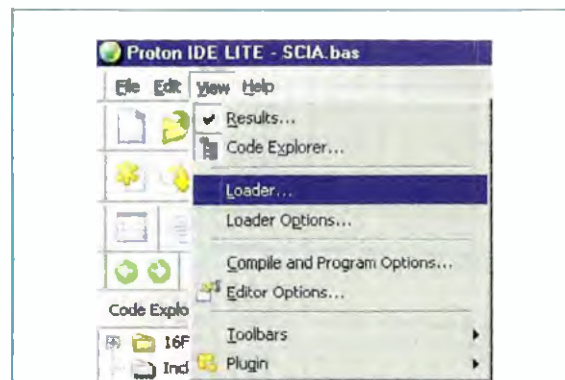 Proton IDE LITE - SCIA.bas
File Edit View Help
Results...
Code Explorer...
Loader...
Loader Options...
Compile and Program Options...
Editor Options...
Code Explo
Toolbars
16F
Plugin
Ind